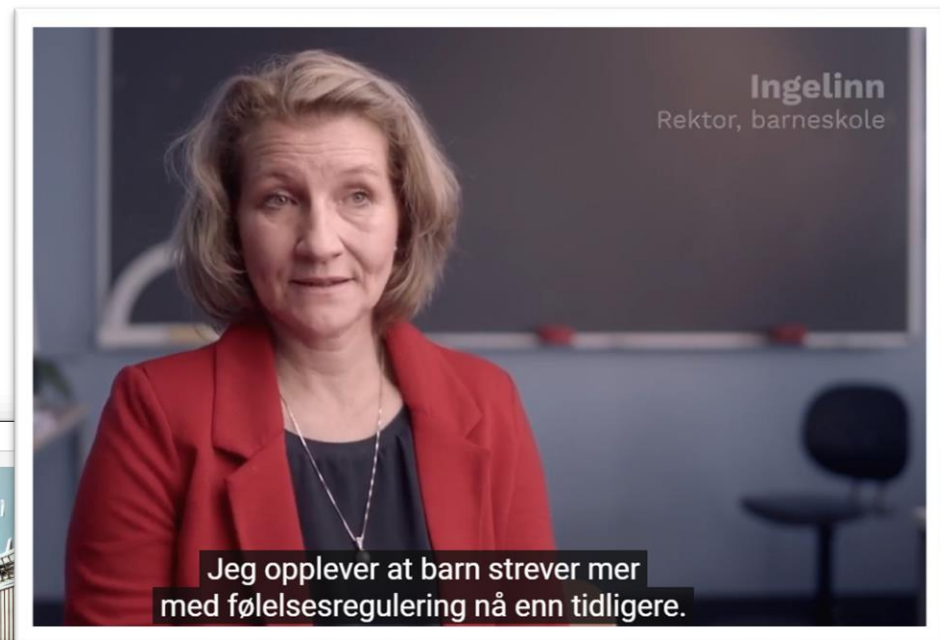 Ingelinn
Rektor, barneskole
Jeg opplever at barn strever mer
med følelsesregulering nå enn tidligere.